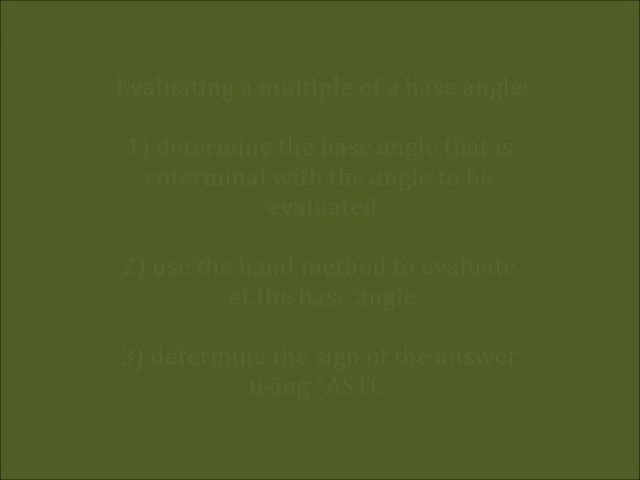 Evaluating a multiple of a base angle:
1) determine the base angle that is
coterminal with the angle to be
evaluated
2) use the hand method to evaluate
at the base angle
3) determine the sign of the answer
using "ASTC"